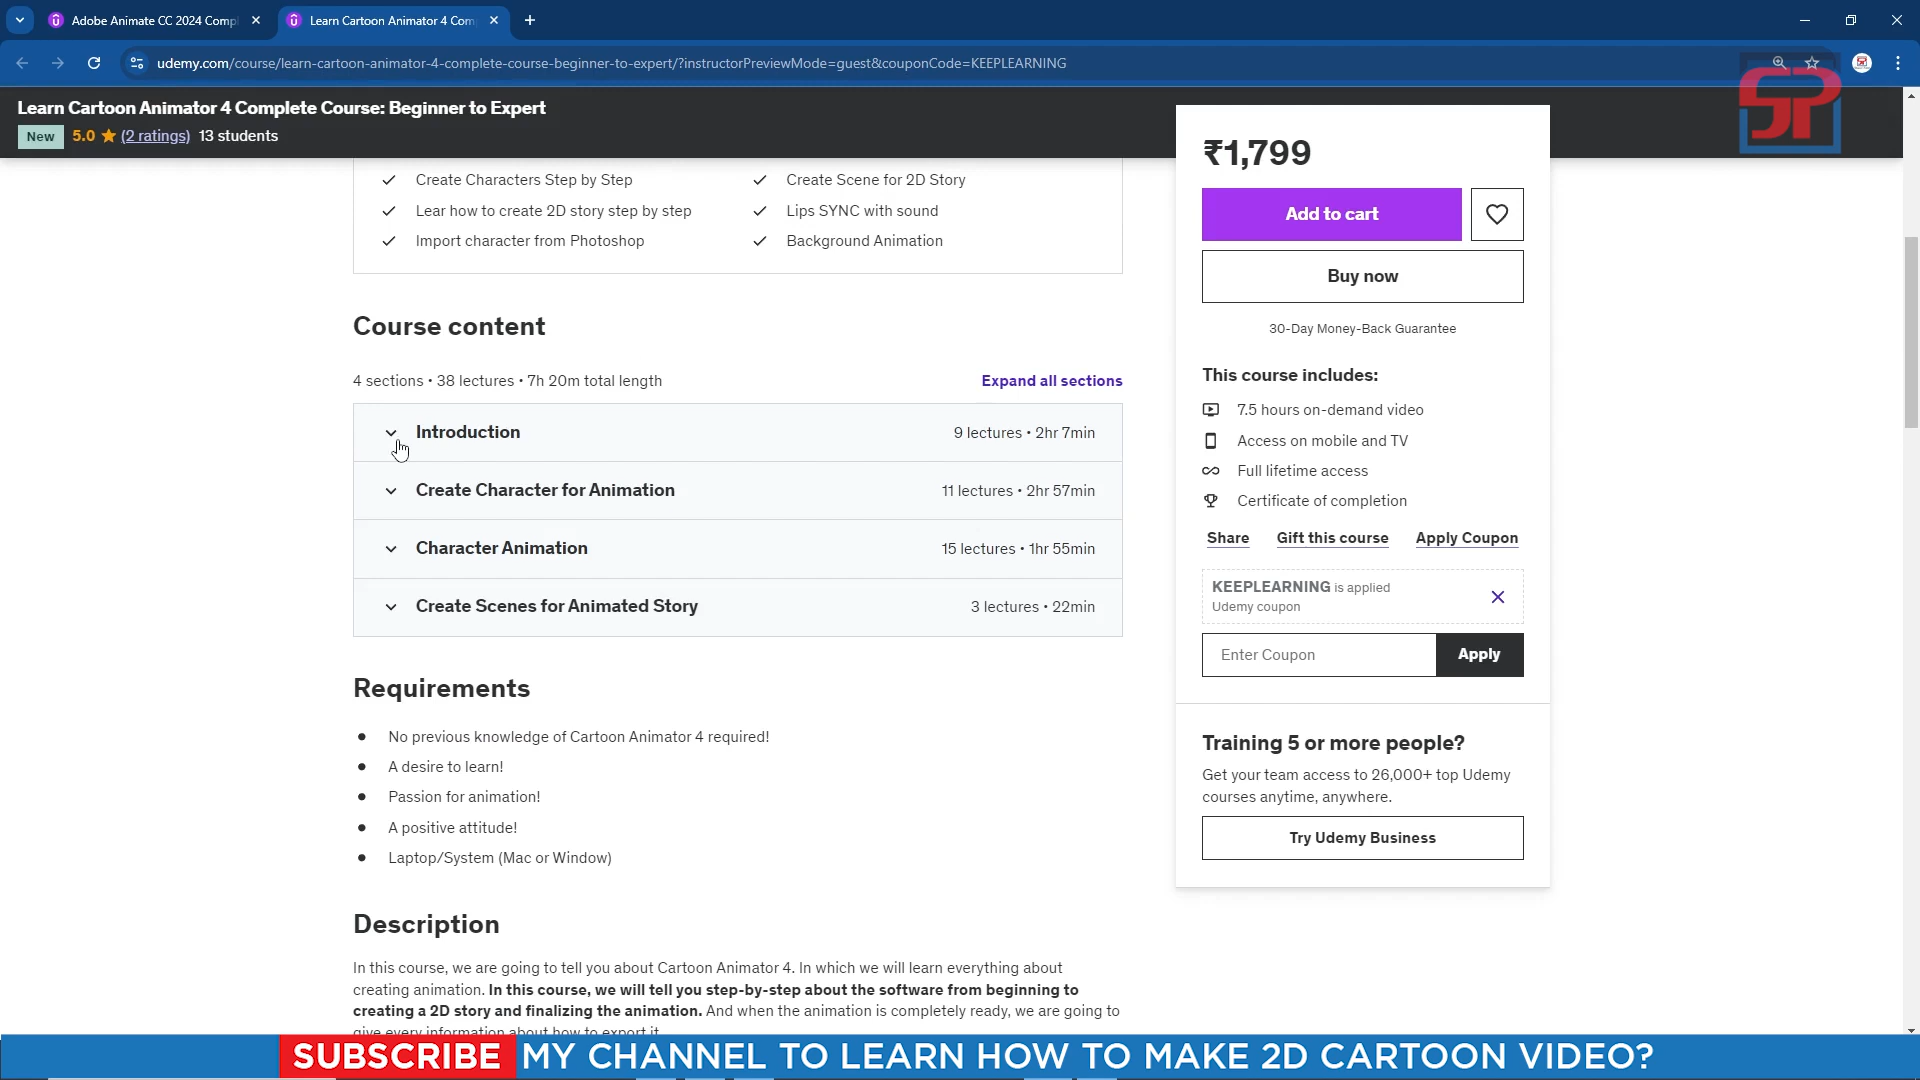 Adobe Animate CC 2024 Comp
Learn Cartoon Animator 4 Com
udemy.com/course/learn-cartoon-animator-4-complete-course-beginner-to-expert/?instructorPreviewMode=guest&couponCode=KEEPLEARNING
SP
Learn Cartoon Animator 4 Complete Course: Beginner to Expert
New 5.0 (2 ratings) 13 students
Create Characters Step by Step
Create Scene for 2D Story
Lear how to create 2D story step by step
Lips SYNC with sound
Import character from Photoshop
Background Animation
Course content
4 sections • 38 lectures • 7h 20m total length
Expand all sections
Introduction
9 lectures • 2hr 7min
Create Character for Animation
11 lectures • 2hr 57min
Character Animation
15 lectures • 1hr 55min
Create Scenes for Animated Story
3 lectures • 22min
Requirements
No previous knowledge of Cartoon Animator 4 required!
A desire to learn!
Passion for animation!
A positive attitude!
Laptop/System (Mac or Window)
Description
In this course, we are going to tell you about Cartoon Animator 4. In which we will learn everything about
creating animation. In this course, we will tell you step-by-step about the software from beginning to
creating a 2D story and finalizing the animation. And when the animation is completely ready, we are going to
give every information about how to export it.
₹1,799
Add to cart
Buy now
30-Day Money-Back Guarantee
This course includes:
7.5 hours on-demand video
Access on mobile and TV
Full lifetime access
Certificate of completion
Share
Gift this course
Apply Coupon
KEEPLEARNING is applied
Udemy coupon
Enter Coupon
Apply
Training 5 or more people?
Get your team access to 26,000+ top Udemy
courses anytime, anywhere.
Try Udemy Business
SUBSCRIBE MY CHANNEL TO LEARN HOW TO MAKE 2D CARTOON VIDEO?